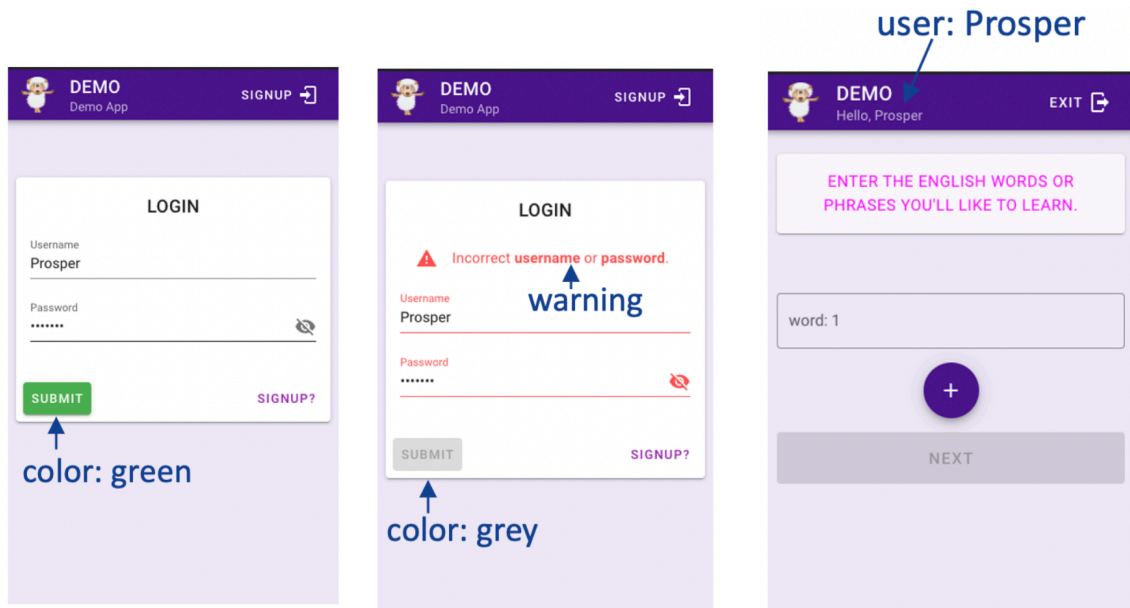 user: Prosper
DEMO
Demo App
SIGNUP
LOGIN
Username
Prosper
Password
•••••••
SUBMIT
SIGNUP?
color: green
DEMO
Demo App
SIGNUP
LOGIN
Incorrect username or password.
warning
Username
Prosper
Password
•••••••
SUBMIT
SIGNUP?
color: grey
DEMO
Hello, Prosper
EXIT
ENTER THE ENGLISH WORDS OR
PHRASES YOU'LL LIKE TO LEARN.
word: 1
+
NEXT